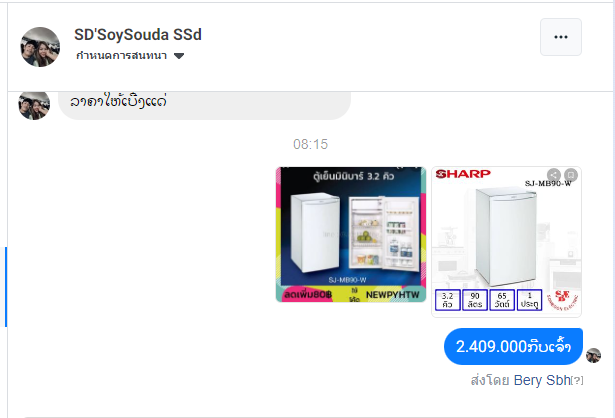 SD'SoySouda SSd
กำหนดการสนทนา
ລາຄາໃຫ້ເບີ່ງແດ່
08:15
ตู้เย็นมินิบาร์ 3.2 คิว
SJ-MB90-W
ลดเพิ่ม80฿ ใช้โค้ด NEWPYHTW
SHARP
SJ-MB90-W
3.2 คิว
90 ลิตร
65 วัตต์
1 ประตู
2.409.000ກີບເຈົ້າ
ส่งโดย Bery Sbh[?]